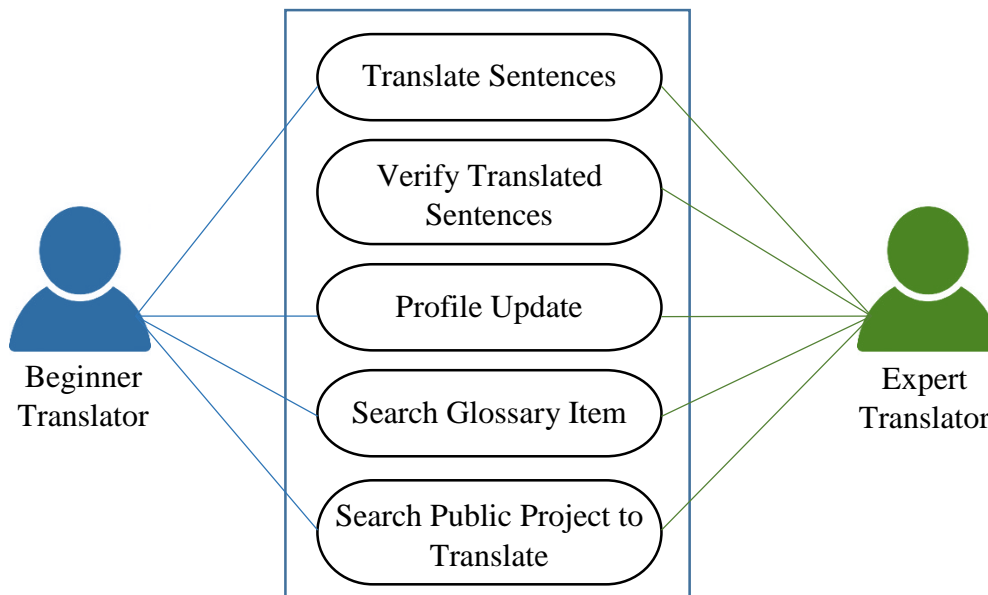 Translate Sentences
Verify Translated
Sentences
Profile Update
Beginner
Translator
Search Glossary Item
Expert
Translator
Search Public Project to
Translate